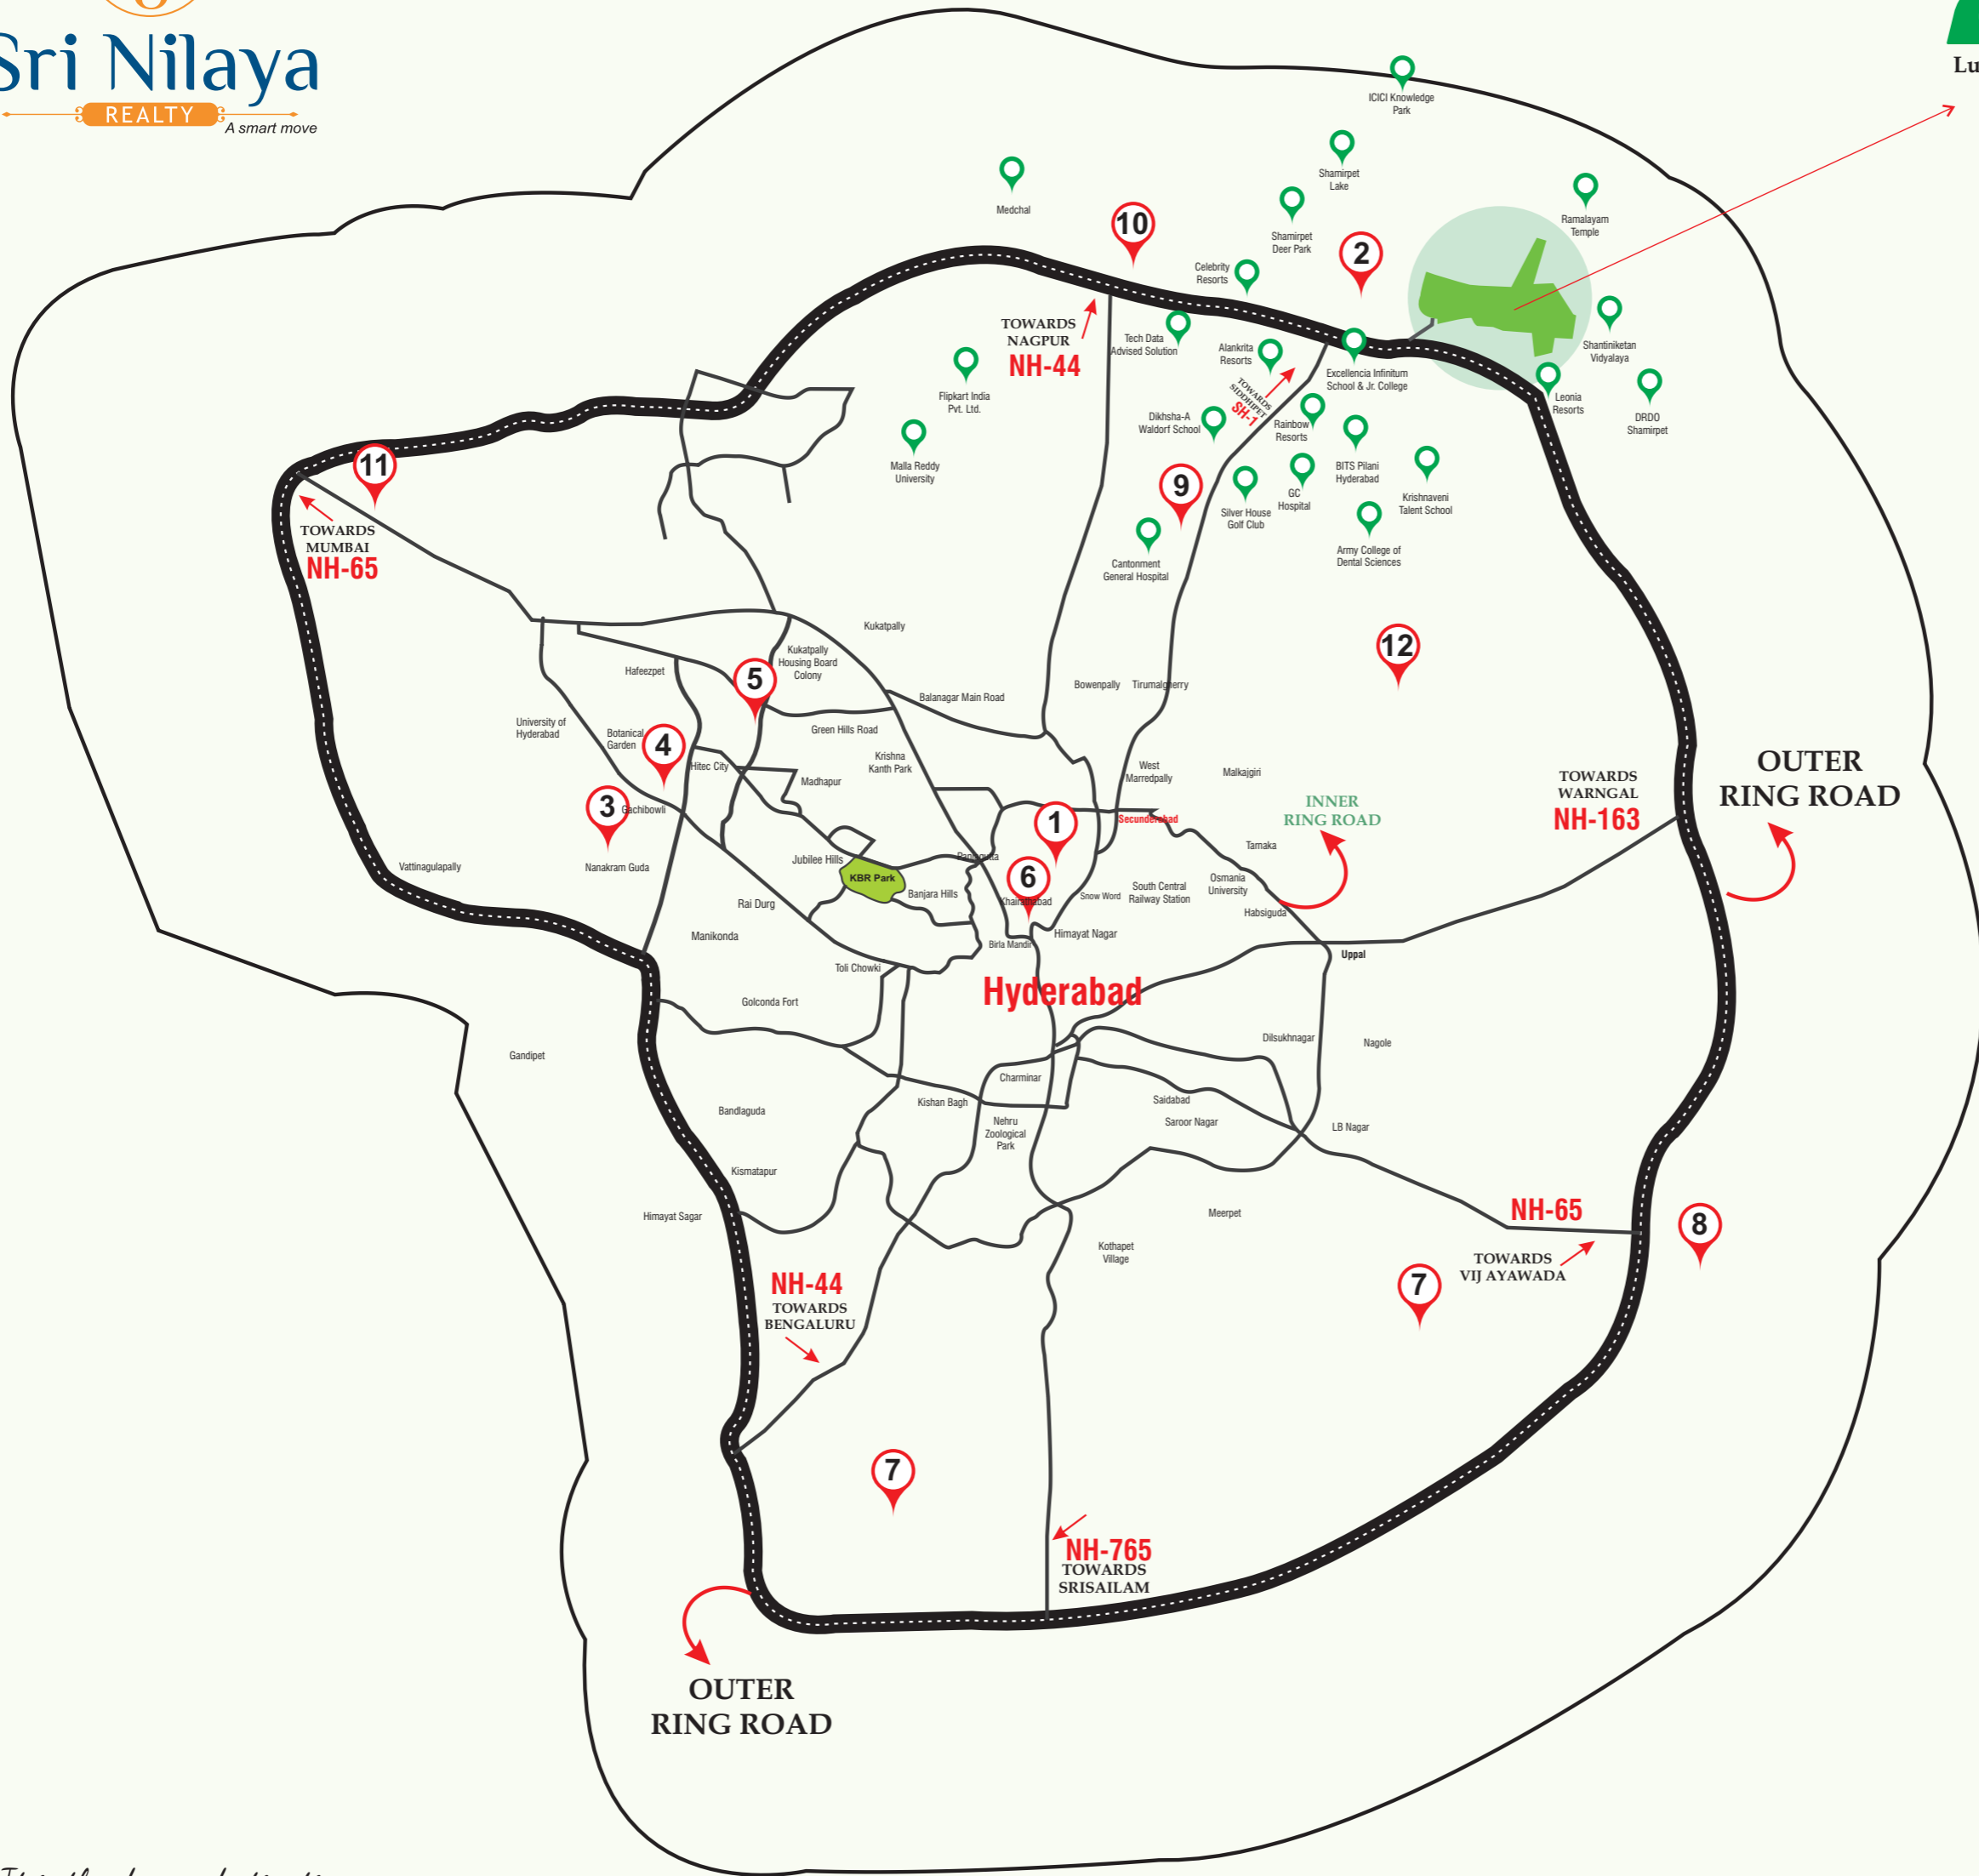 Sri Nilaya
REALTY
A smart move
Lu
ICICI Knowledge
Park
Shamirpet
Lake
Medchal
Ramalayam
Temple
10
Shamirpet
Deer Park
2
Celebrity
Resorts
TOWARDS
NAGPUR
NH-44
Tech Data
Advised Solution
Alankrita
Resorts
Excellencia Infinitum
School & Jr. College
Shantiniketan
Vidyalaya
Leonia
Resorts
DRDO
Shamirpet
TOWARDS
SIDDHIPET
SH-1
Flipkart India
Pvt. Ltd.
Dikhsha-A
Waldorf School
Rainbow
Resorts
Malla Reddy
University
BITS Pilani
Hyderabad
11
9
GC
Hospital
Krishnaveni
Talent School
Silver House
Golf Club
TOWARDS
MUMBAI
NH-65
Cantonment
General Hospital
Army College of
Dental Sciences
Kukatpally
12
Kukatpally
Housing Board
Colony
Hafeezpet
5
Bowenpally
Tirumalgherry
Balanagar Main Road
University of
Hyderabad
Botanical
Garden
4
Green Hills Road
Hitec City
Krishna
Kanth Park
Madhapur
West
Marredpally
Malkajgiri
TOWARDS
WARNGAL
NH-163
OUTER
RING ROAD
3
Gachibowli
1
Secunderabad
INNER
RING ROAD
Tarnaka
Vattinagulapally
Nanakram Guda
Jubilee Hills
Panjagutta
KBR Park
6
Banjara Hills
Khairathabad
Snow Word
South Central
Railway Station
Osmania
University
Habsiguda
Rai Durg
Manikonda
Birla Mandir
Himayat Nagar
Uppal
Toli Chowki
Hyderabad
Golconda Fort
Gandipet
Dilsukhnagar
Nagole
Charminar
Bandlaguda
Kishan Bagh
Saidabad
Nehru
Zoological
Park
Saroor Nagar
LB Nagar
Kismatapur
Himayat Sagar
Meerpet
NH-65
8
Kothapet
Village
TOWARDS
VIJ AYAWADA
NH-44
TOWARDS
BENGALURU
7
7
NH-765
TOWARDS
SRISAILAM
OUTER
RING ROAD